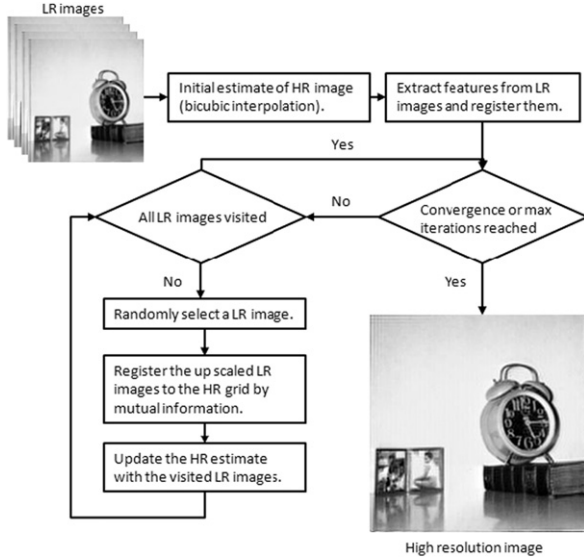 LR images
Initial estimate of HR image
(bicubic interpolation).
Extract features from LR
images and register them.
Yes
All LR images visited
No
Convergence or max
iterations reached
No
Yes
Randomly select a LR image.
Register the up scaled LR
images to the HR grid by
mutual information.
Update the HR estimate
with the visited LR images.
High resolution image